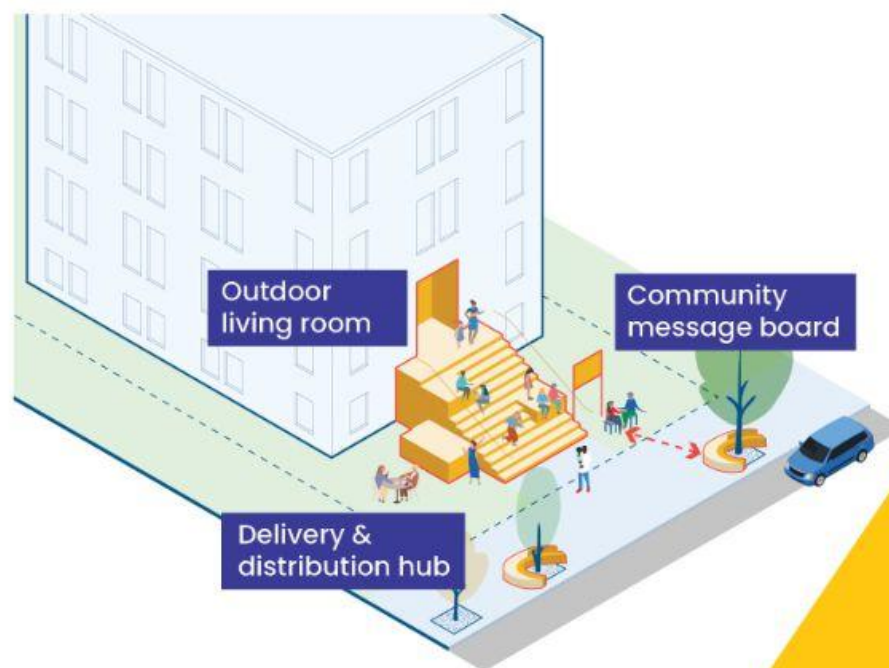 Outdoor
living room
Community
message board
Delivery &
distribution hub